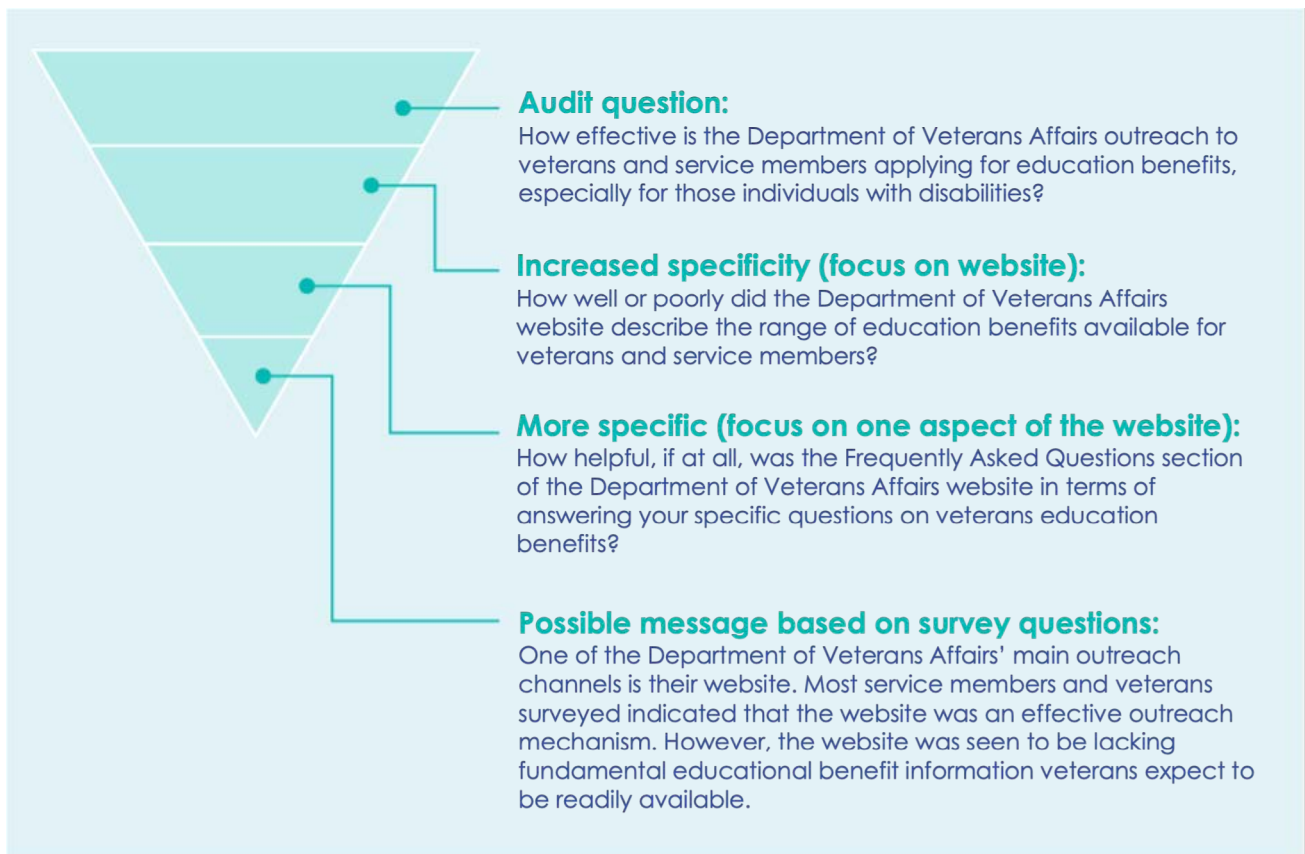 Audit question:
How effective is the Department of Veterans Affairs outreach to
veterans and service members applying for education benefits,
especially for those individuals with disabilities?
Increased specificity (focus on website):
How well or poorly did the Department of Veterans Affairs
website describe the range of education benefits available for
veterans and service members?
More specific (focus on one aspect of the website):
How helpful, if at all, was the Frequently Asked Questions section
of the Department of Veterans Affairs website in terms of
answering your specific questions on veterans education
benefits?
Possible message based on survey questions:
One of the Department of Veterans Affairs’ main outreach
channels is their website. Most service members and veterans
surveyed indicated that the website was an effective outreach
mechanism. However, the website was seen to be lacking
fundamental educational benefit information veterans expect to
be readily available.